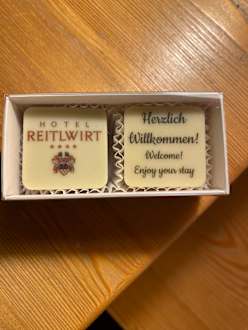 HOTEL
REITLWIRT
****
Herzlich
Willkommen!
Welcome!
Enjoy your stay